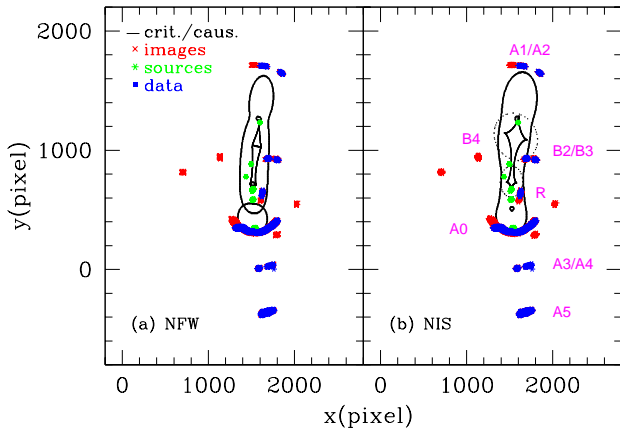 2000
1000
0
y(pixel)
— crit./caus.
images
sources
data
(a) NFW
A1/A2
B4
B2/B3
R
A0
A3/A4
A5
(b) NIS
0
1000
2000
0
1000
2000
x(pixel)